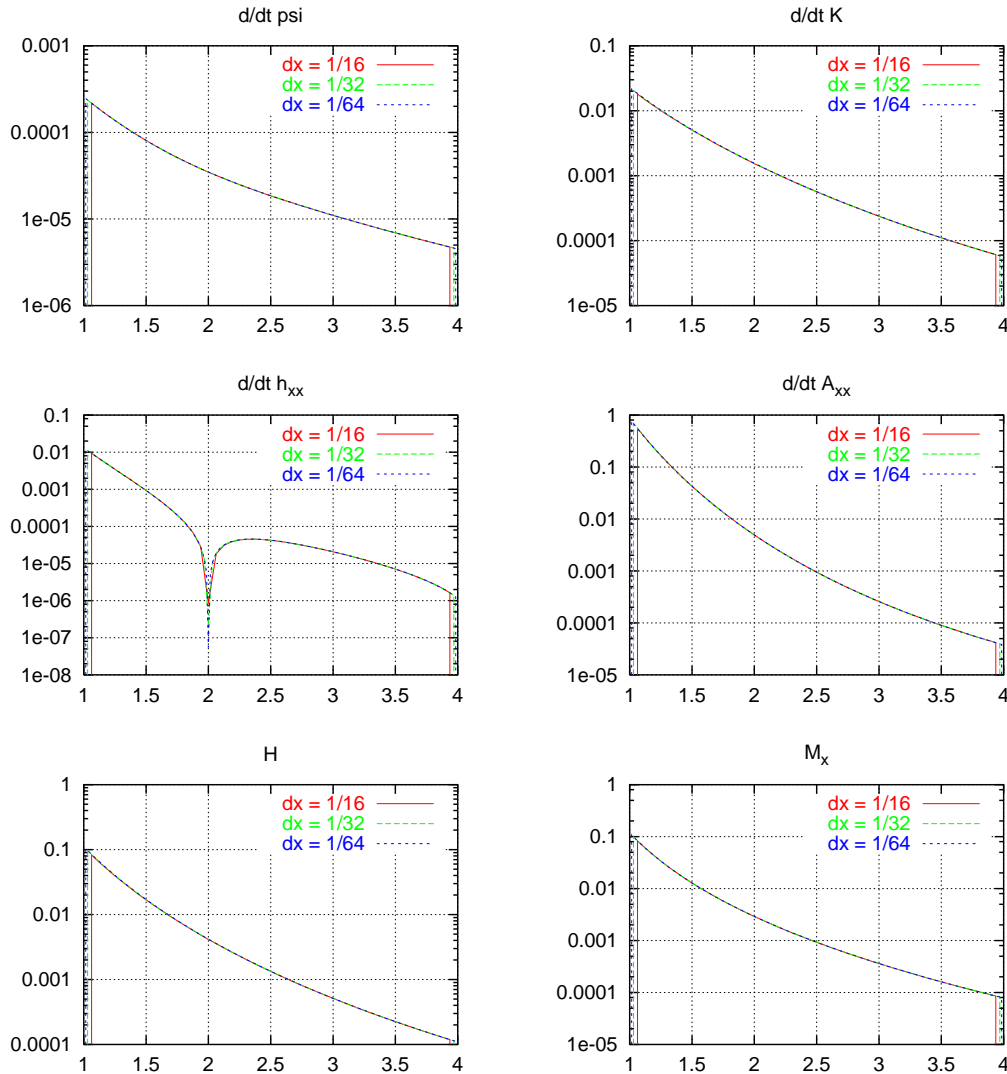 d/dt psi
0.001
0.0001
1e-05
1e-06
dx = 1/16
dx = 1/32
dx = 1/64
1 1.5 2 2.5 3 3.5 4
d/dt K
0.1
0.01
0.001
0.0001
1e-05
dx = 1/16
dx = 1/32
dx = 1/64
1 1.5 2 2.5 3 3.5 4
d/dt hxx
0.1
0.01
0.001
0.0001
1e-05
1e-06
1e-07
1e-08
dx = 1/16
dx = 1/32
dx = 1/64
1 1.5 2 2.5 3 3.5 4
d/dt Axx
1
0.1
0.01
0.001
0.0001
1e-05
dx = 1/16
dx = 1/32
dx = 1/64
1 1.5 2 2.5 3 3.5 4
H
1
0.1
0.01
0.001
0.0001
dx = 1/16
dx = 1/32
dx = 1/64
1 1.5 2 2.5 3 3.5 4
Mx
1
0.1
0.01
0.001
0.0001
1e-05
dx = 1/16
dx = 1/32
dx = 1/64
1 1.5 2 2.5 3 3.5 4